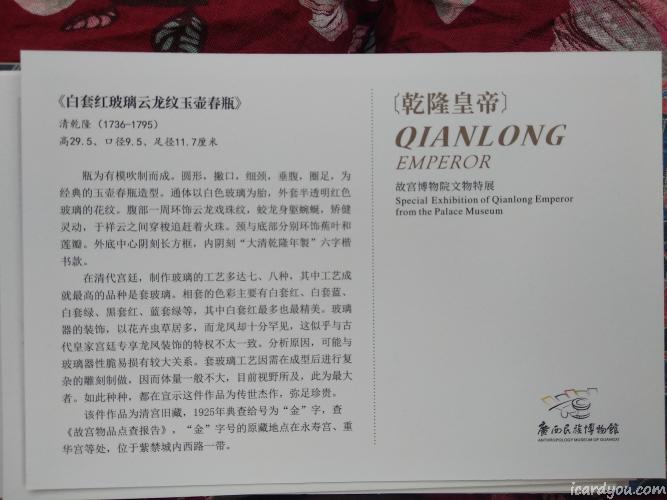 《白套红玻璃云龙纹玉壶春瓶》
清乾隆（1736-1795）
高29.5、口径9.5、足径11.7厘米
瓶为有模吹制而成。圆形，撇口，细颈，垂腹，圈足，为
经典的玉壶春瓶造型。通体以白色玻璃为胎，外套半透明红色
玻璃的花纹。腹部一周环饰云龙戏珠纹，蛟龙身躯蜿蜒，矫健
灵动，于祥云之间穿梭追赶着火珠。颈与底部分别环饰蕉叶和
莲瓣。外底中心阴刻长方框，内阴刻“大清乾隆年製”六字楷
书款。
在清代宫廷，制作玻璃的工艺多达七、八种，其中工艺成
就最高的品种是套玻璃。相套的色彩主要有白套红、白套蓝、
白套绿、黑套红、蓝套绿等，其中白套红最多也最精美。玻璃
器的装饰，以花卉虫草居多，而龙凤却十分罕见，这似乎与古
代皇家宫廷专享龙凤装饰的特权不太一致。分析原因，可能与
玻璃器性脆易损有较大关系。套玻璃工艺因需在成型后进行复
杂的雕刻制做，因而体量一般不大，目前视野所及，此为最大
者。如此种种，都在宣示这件作品为传世杰作，弥足珍贵。
该件作品为清宫旧藏，1925年典查给号为“金”字，查
《故宫物品点查报告》，“金”字号的原藏地点在永寿宫、重
华宫等处，位于紫禁城内西路一带。
〔乾隆皇帝〕
QIANLONG
EMPEROR
故宫博物院文物特展
Special Exhibition of Qianlong Emperor
from the Palace Museum
廣西民族博物館
ANTHROPOLOGY MUSEUM OF GUANGXI
icardyou.com